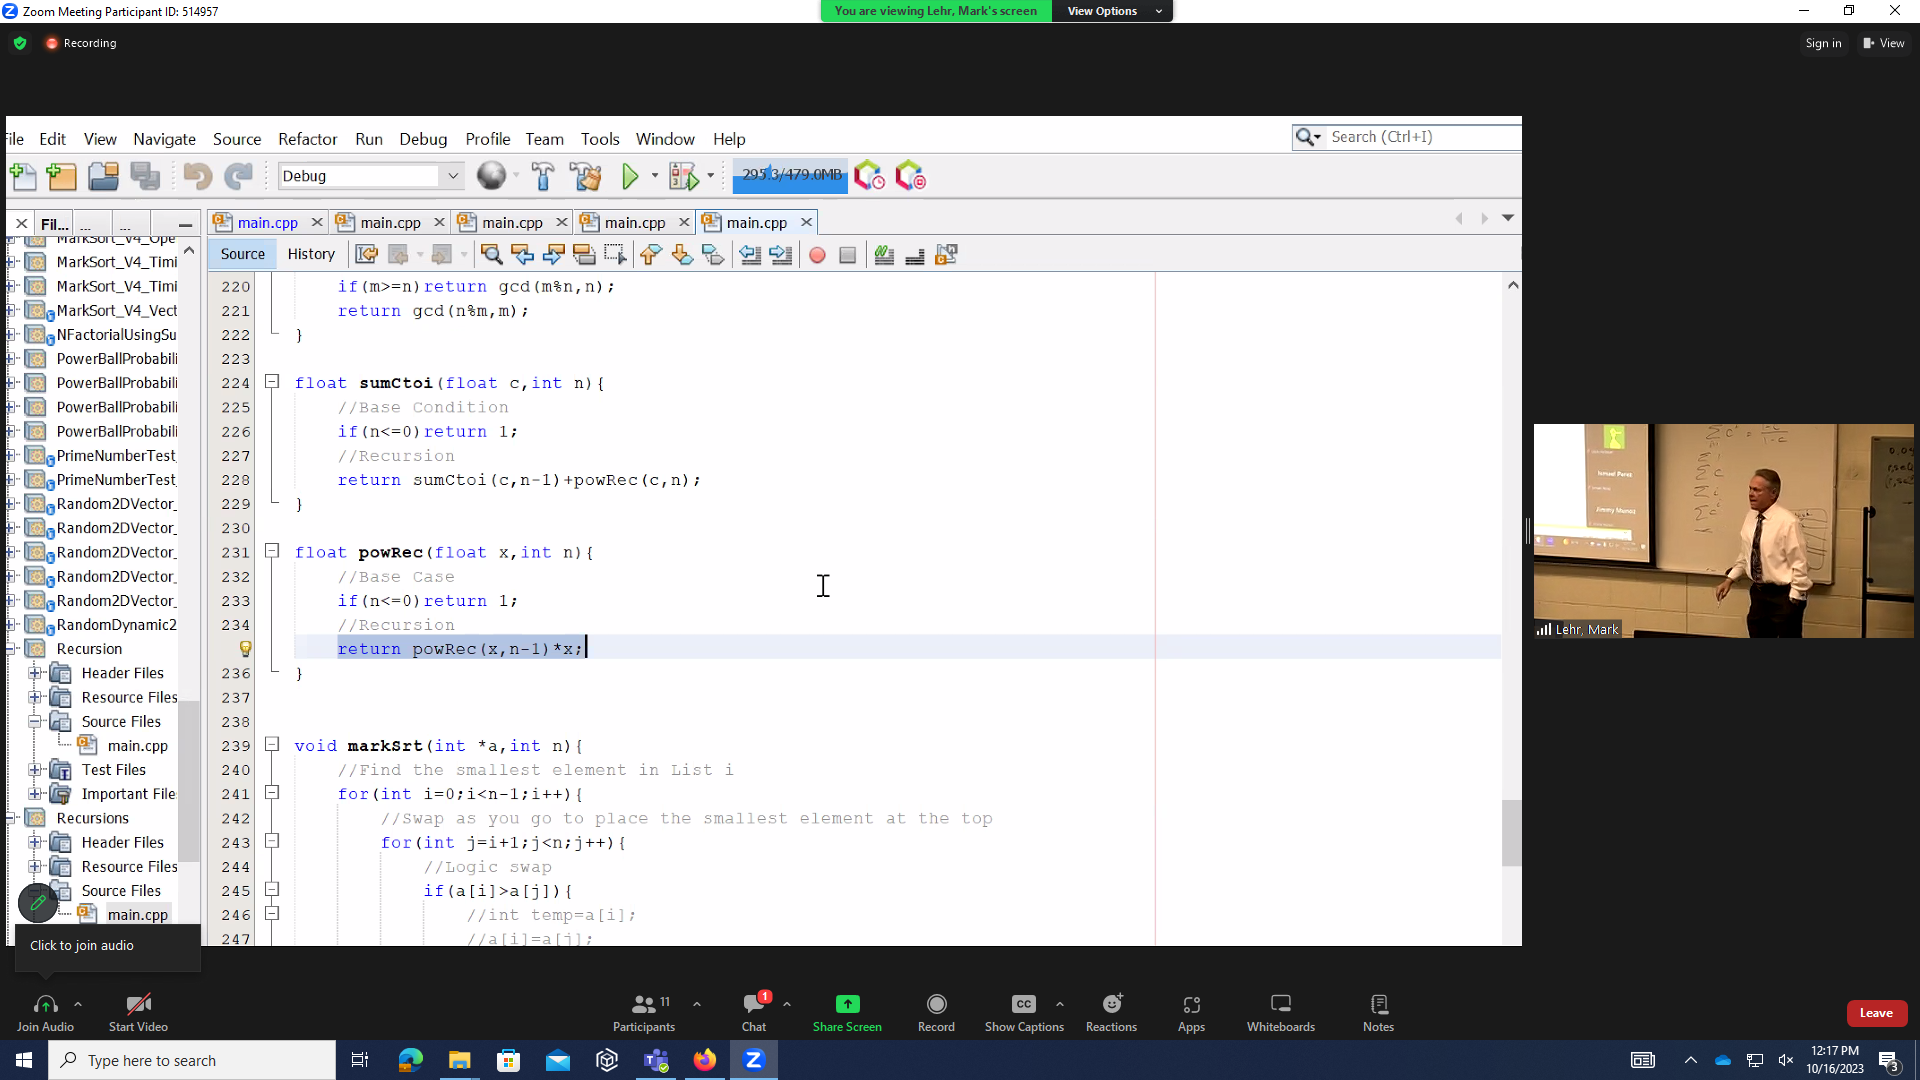 Zoom Meeting Participant ID: 514957
You are viewing Lehr, Mark's screen
View Options
Recording
Sign in
View
ile Edit View Navigate Source Refactor Run Debug Profile Team Tools Window Help
Search (Ctrl+I)
Debug
295.3/479.0MB
Fil... ... ...
main.cpp main.cpp main.cpp main.cpp main.cpp
Source History
MarkSort_V4_Ope
MarkSort_V4_Timi
MarkSort_V4_Timi
MarkSort_V4_Vect
NFactorialUsingSu
PowerBallProbabili
PowerBallProbabili
PowerBallProbabili
PowerBallProbabili
PrimeNumberTest_
PrimeNumberTest_
Random2DVector_
Random2DVector_
Random2DVector_
Random2DVector_
Random2DVector_
RandomDynamic2
Recursion
Header Files
Resource Files
Source Files
main.cpp
Test Files
Important File
Recursions
Header Files
Resource Files
Source Files
main.cpp
220 if(m>=n)return gcd(m%n,n);
221 return gcd(n%m,m);
222 }
223
224 float sumCtoi(float c,int n){
225 //Base Condition
226 if(n<=0)return 1;
227 //Recursion
228 return sumCtoi(c,n-1)+powRec(c,n);
229 }
230
231 float powRec(float x,int n){
232 //Base Case
233 if(n<=0)return 1;
234 //Recursion
return powRec(x,n-1)*x;
236 }
237
238
239 void markSrt(int *a,int n){
240 //Find the smallest element in List i
241 for(int i=0;i<n-1;i++){
242 //Swap as you go to place the smallest element at the top
243 for(int j=i+1;j<n;j++){
244 //Logic swap
245 if(a[i]>a[j]){
246 //int temp=a[i];
247 //a[i]=a[j];
Ismael Perez
Jimmy Munoz
Lehr, Mark
Click to join audio
Join Audio
Start Video
11
Participants
1
Chat
Share Screen
Record
CC
Show Captions
Reactions
Apps
Whiteboards
Notes
Leave
Type here to search
12:17 PM
10/16/2023
3